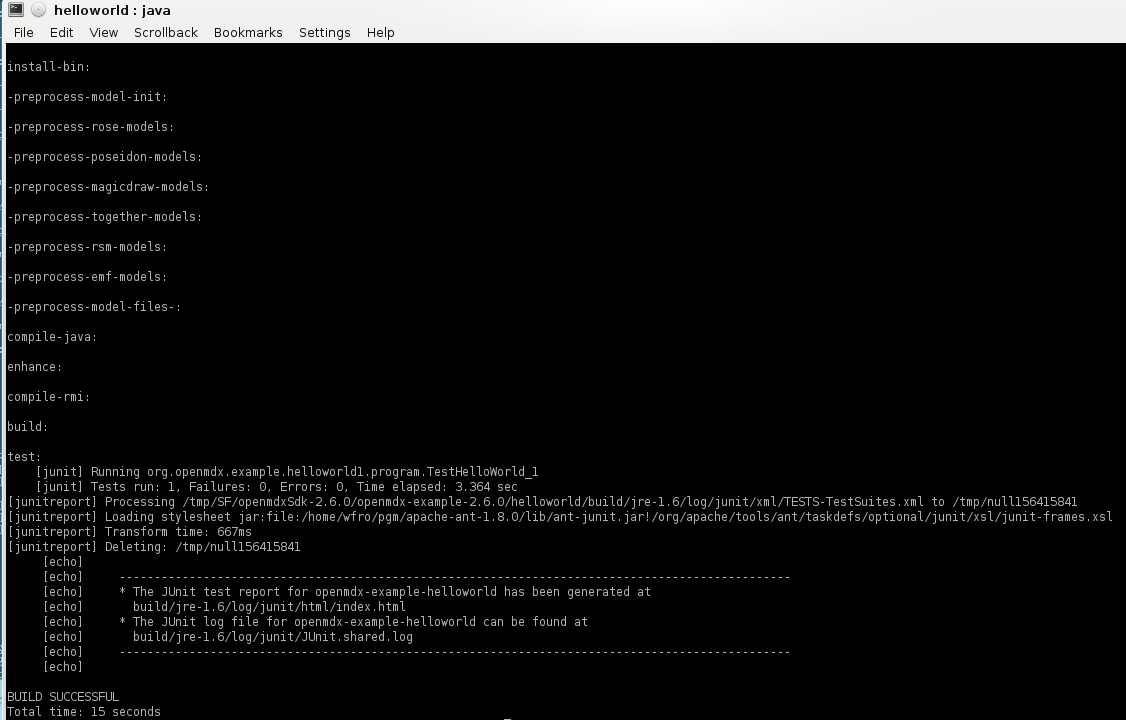 helloworld : java
File Edit View Scrollback Bookmarks Settings Help
install-bin:
-preprocess-model-init:
-preprocess-rose-models:
-preprocess-poseidon-models:
-preprocess-magicdraw-models:
-preprocess-together-models:
-preprocess-rsm-models:
-preprocess-emf-models:
-preprocess-model-files-:
compile-java:
enhance:
compile-rmi:
build:
test:
[junit] Running org.openmdx.example.helloworld1.program.TestHelloWorld_1
[junit] Tests run: 1, Failures: 0, Errors: 0, Time elapsed: 3.364 sec
[junitreport] Processing /tmp/SF/openmdxSdk-2.6.0/openmdx-example-2.6.0/helloworld/build/jre-1.6/log/junit/xml/TESTS-TestSuites.xml to /tmp/null156415841
[junitreport] Loading stylesheet jar:file:/home/wfro/pgm/apache-ant-1.8.0/lib/ant-junit.jar!/org/apache/tools/ant/taskdefs/optional/junit/xsl/junit-frames.xsl
[junitreport] Transform time: 667ms
[junitreport] Deleting: /tmp/null156415841
[echo]
[echo] ------------------------------------------------------------------------------------------------
[echo] * The JUnit test report for openmdx-example-helloworld has been generated at
[echo] build/jre-1.6/log/junit/html/index.html
[echo] * The JUnit log file for openmdx-example-helloworld can be found at
[echo] build/jre-1.6/log/junit/JUnit.shared.log
[echo] ------------------------------------------------------------------------------------------------
[echo]
BUILD SUCCESSFUL
Total time: 15 seconds